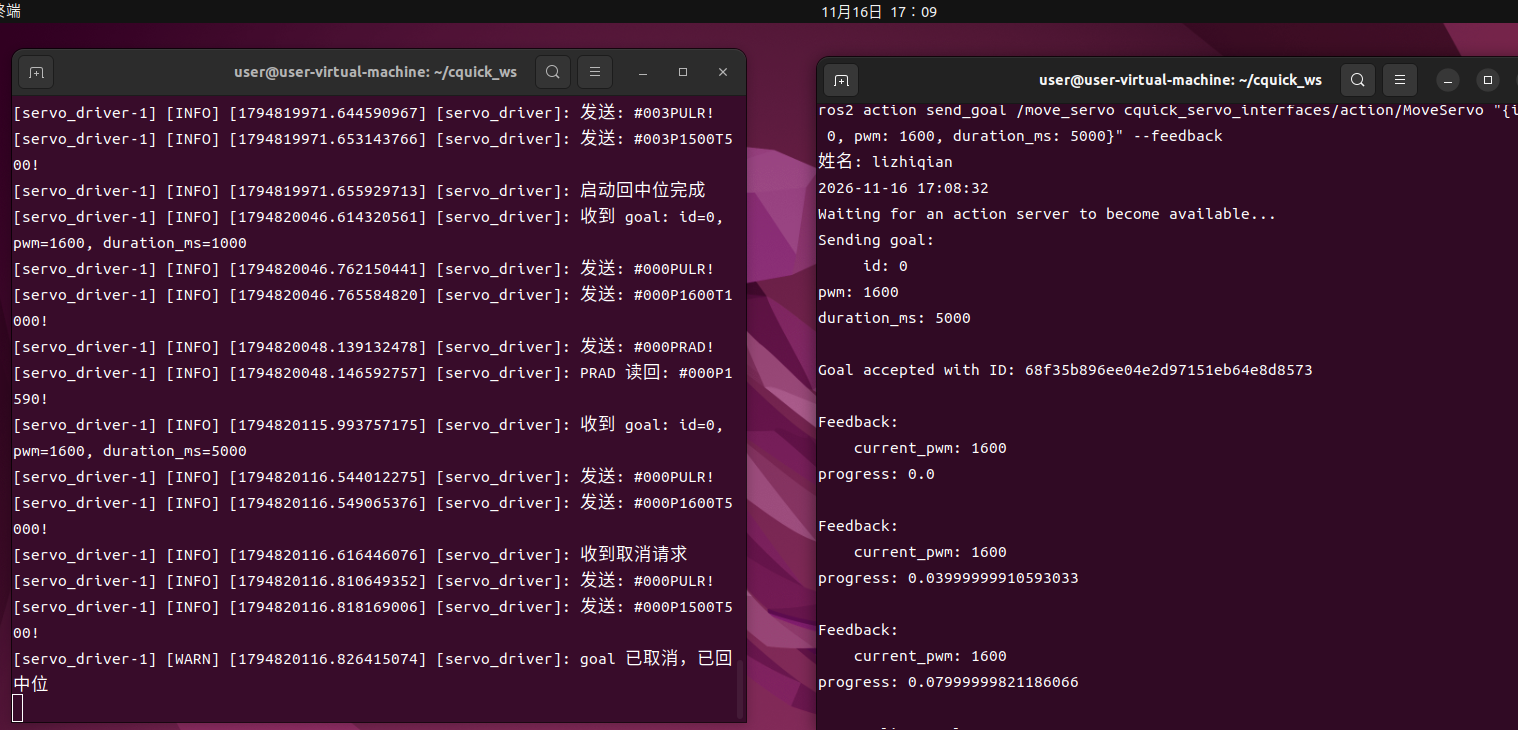 终端
11月16日 17：09
user@user-virtual-machine: ~/cquick_ws
[servo_driver-1] [INFO] [1794819971.644590967] [servo_driver]: 发送: #003PULR!
[servo_driver-1] [INFO] [1794819971.653143766] [servo_driver]: 发送: #003P1500T5
00!
[servo_driver-1] [INFO] [1794819971.655929713] [servo_driver]: 启动回中位完成
[servo_driver-1] [INFO] [1794820046.614320561] [servo_driver]: 收到 goal: id=0,
pwm=1600, duration_ms=1000
[servo_driver-1] [INFO] [1794820046.762150441] [servo_driver]: 发送: #000PULR!
[servo_driver-1] [INFO] [1794820046.765584820] [servo_driver]: 发送: #000P1600T1
000!
[servo_driver-1] [INFO] [1794820048.139132478] [servo_driver]: 发送: #000PRAD!
[servo_driver-1] [INFO] [1794820048.146592757] [servo_driver]: PRAD 读回: #000P1
590!
[servo_driver-1] [INFO] [1794820115.993757175] [servo_driver]: 收到 goal: id=0,
pwm=1600, duration_ms=5000
[servo_driver-1] [INFO] [1794820116.544012275] [servo_driver]: 发送: #000PULR!
[servo_driver-1] [INFO] [1794820116.549065376] [servo_driver]: 发送: #000P1600T5
000!
[servo_driver-1] [INFO] [1794820116.616446076] [servo_driver]: 收到取消请求
[servo_driver-1] [INFO] [1794820116.810649352] [servo_driver]: 发送: #000PULR!
[servo_driver-1] [INFO] [1794820116.818169006] [servo_driver]: 发送: #000P1500T5
00!
[servo_driver-1] [WARN] [1794820116.826415074] [servo_driver]: goal 已取消，已回
中位
user@user-virtual-machine: ~/cquick_ws
ros2 action send_goal /move_servo cquick_servo_interfaces/action/MoveServo "{i
0, pwm: 1600, duration_ms: 5000}" --feedback
姓名: lizhiqian
2026-11-16 17:08:32
Waiting for an action server to become available...
Sending goal:
id: 0
pwm: 1600
duration_ms: 5000
Goal accepted with ID: 68f35b896ee04e2d97151eb64e8d8573
Feedback:
current_pwm: 1600
progress: 0.0
Feedback:
current_pwm: 1600
progress: 0.03999999910593033
Feedback:
current_pwm: 1600
progress: 0.07999999821186066